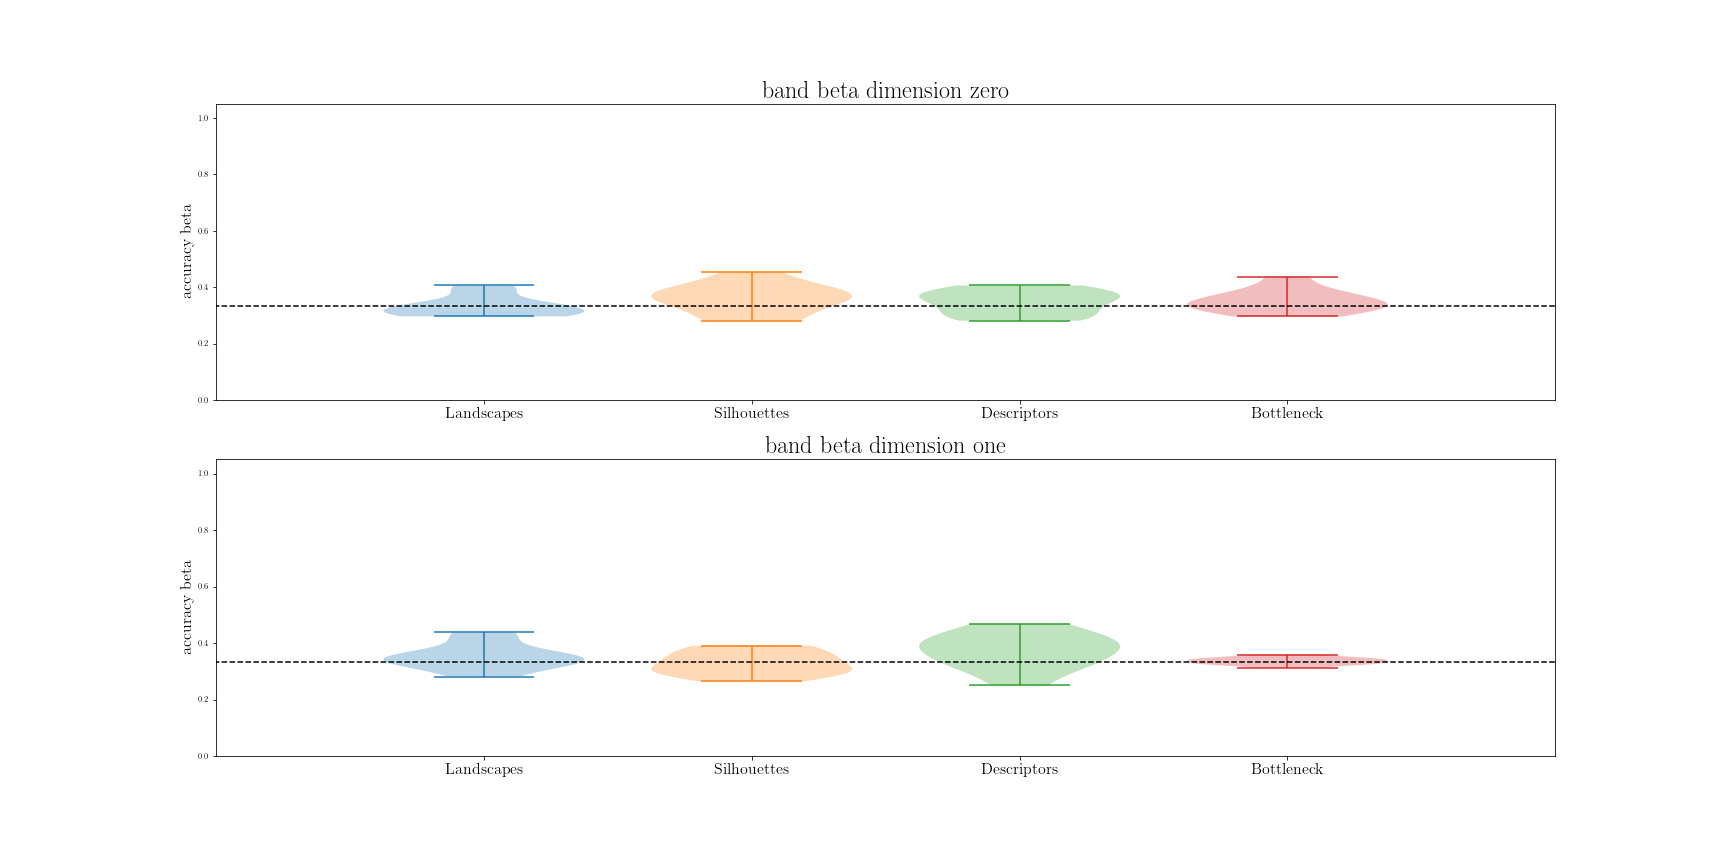 band beta dimension zero
accuracy beta
1.0
0.8
0.6
0.4
0.2
0.0
Landscapes Silhouettes Descriptors Bottleneck
band beta dimension one
accuracy beta
1.0
0.8
0.6
0.4
0.2
0.0
Landscapes Silhouettes Descriptors Bottleneck